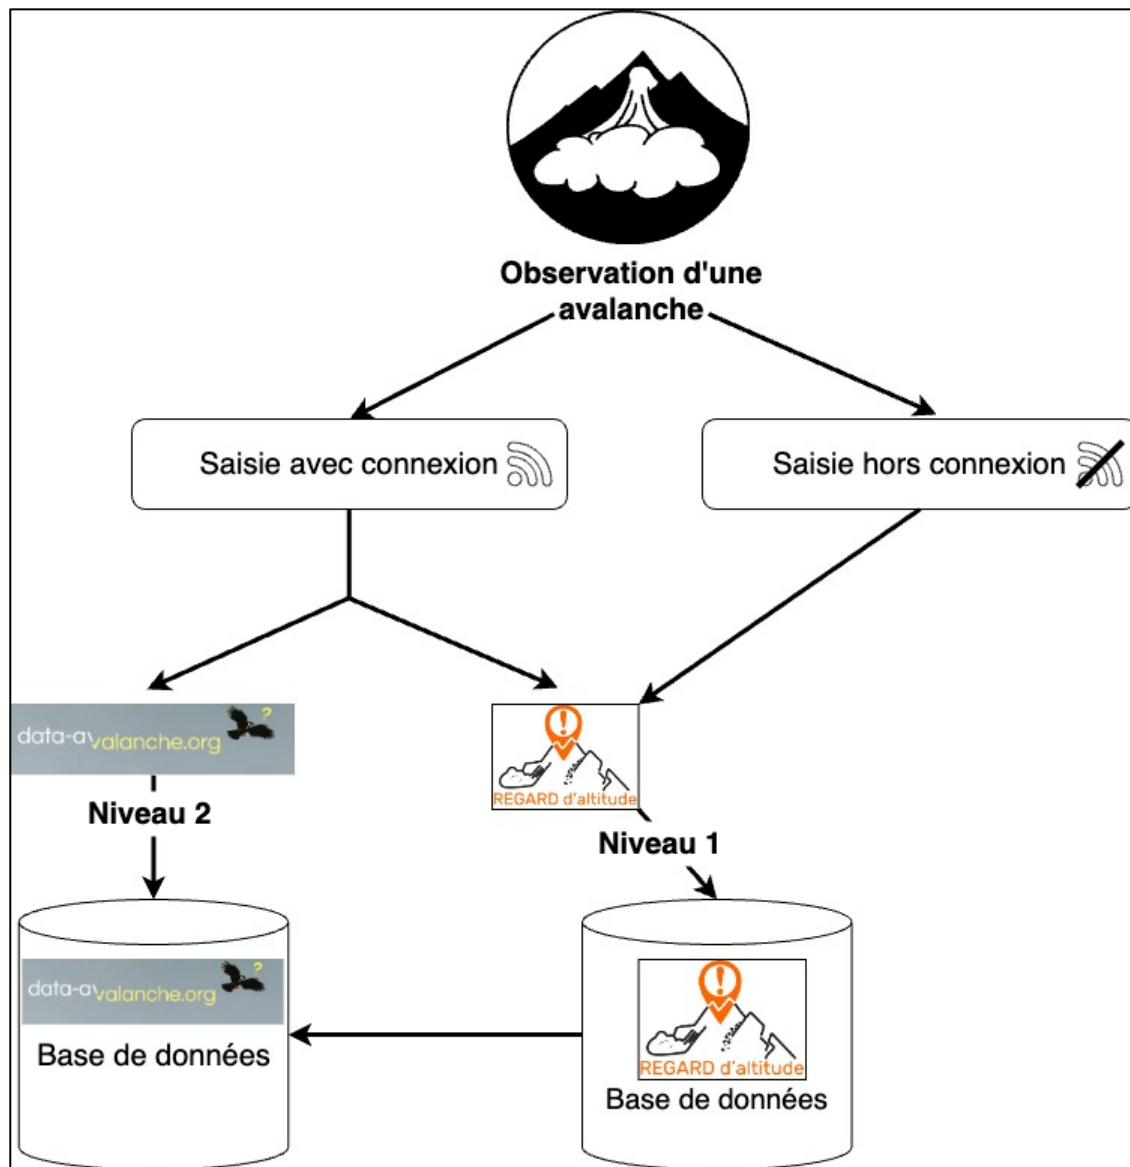 Observation d'une
avalanche
Saisie avec connexion
Saisie hors connexion
data-avalanche.org
?
REGARD d'altitude
!
Niveau 2
Niveau 1
data-avalanche.org
?
Base de données
!
REGARD d'altitude
Base de données